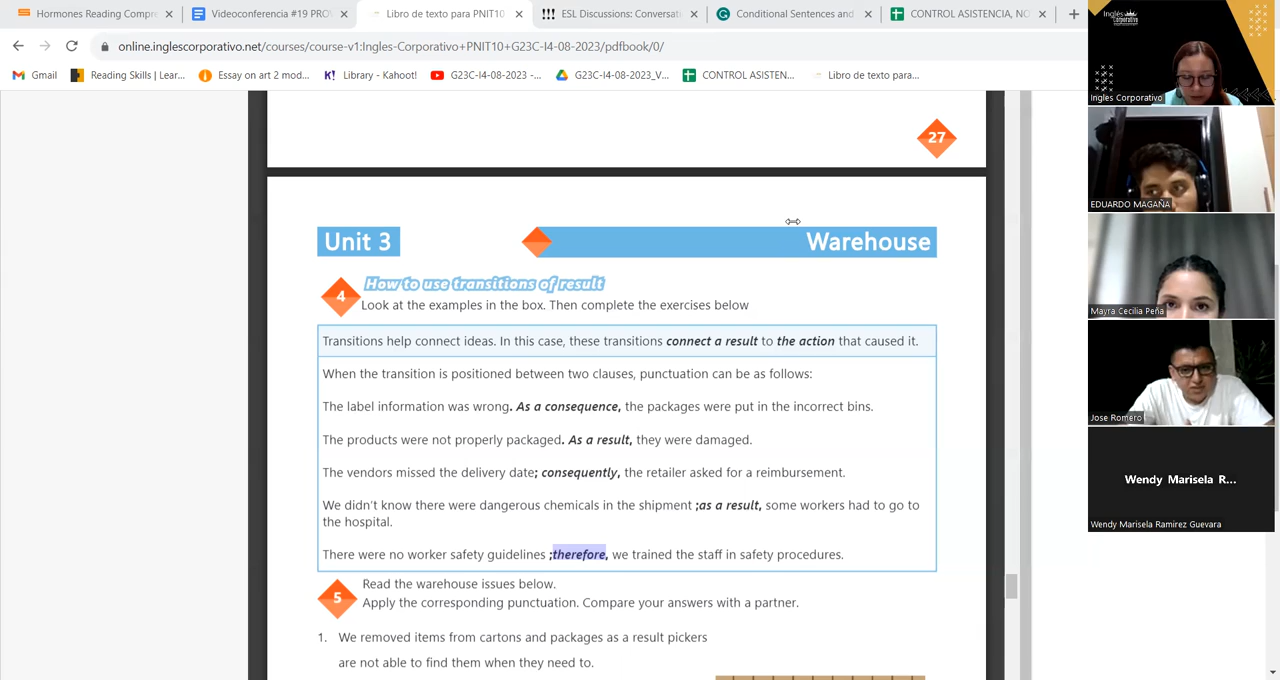 Hormones Reading Compre
Videoconferencia #19 PRO
Libro de texto para PNIT10
ESL Discussions: Conversati
Conditional Sentences and
CONTROL ASISTENCIA, NO
online.inglescorporativo.net/courses/course-v1:Ingles-Corporativo+PNIT10+G23C-I4-08-2023/pdfbook/0/
Gmail
Reading Skills | Lear...
Essay on art 2 mod...
Library - Kahoot!
G23C-I4-08-2023 -...
G23C-I4-08-2023_V...
CONTROL ASISTEN...
Libro de texto para...
27
Unit 3
Warehouse
4
How to use transitions of result
Look at the examples in the box. Then complete the exercises below
Transitions help connect ideas. In this case, these transitions connect a result to the action that caused it.
When the transition is positioned between two clauses, punctuation can be as follows:
The label information was wrong. As a consequence, the packages were put in the incorrect bins.
The products were not properly packaged. As a result, they were damaged.
The vendors missed the delivery date; consequently, the retailer asked for a reimbursement.
We didn't know there were dangerous chemicals in the shipment ;as a result, some workers had to go to
the hospital.
There were no worker safety guidelines ;therefore, we trained the staff in safety procedures.
5
Read the warehouse issues below.
Apply the corresponding punctuation. Compare your answers with a partner.
1. We removed items from cartons and packages as a result pickers
are not able to find them when they need to.
Inglés
Corporativo
Ingles Corporativo
EDUARDO MAGAÑA
Mayra Cecilia Peña
Jose Romero
Wendy Marisela R...
Wendy Marisela Ramirez Guevara